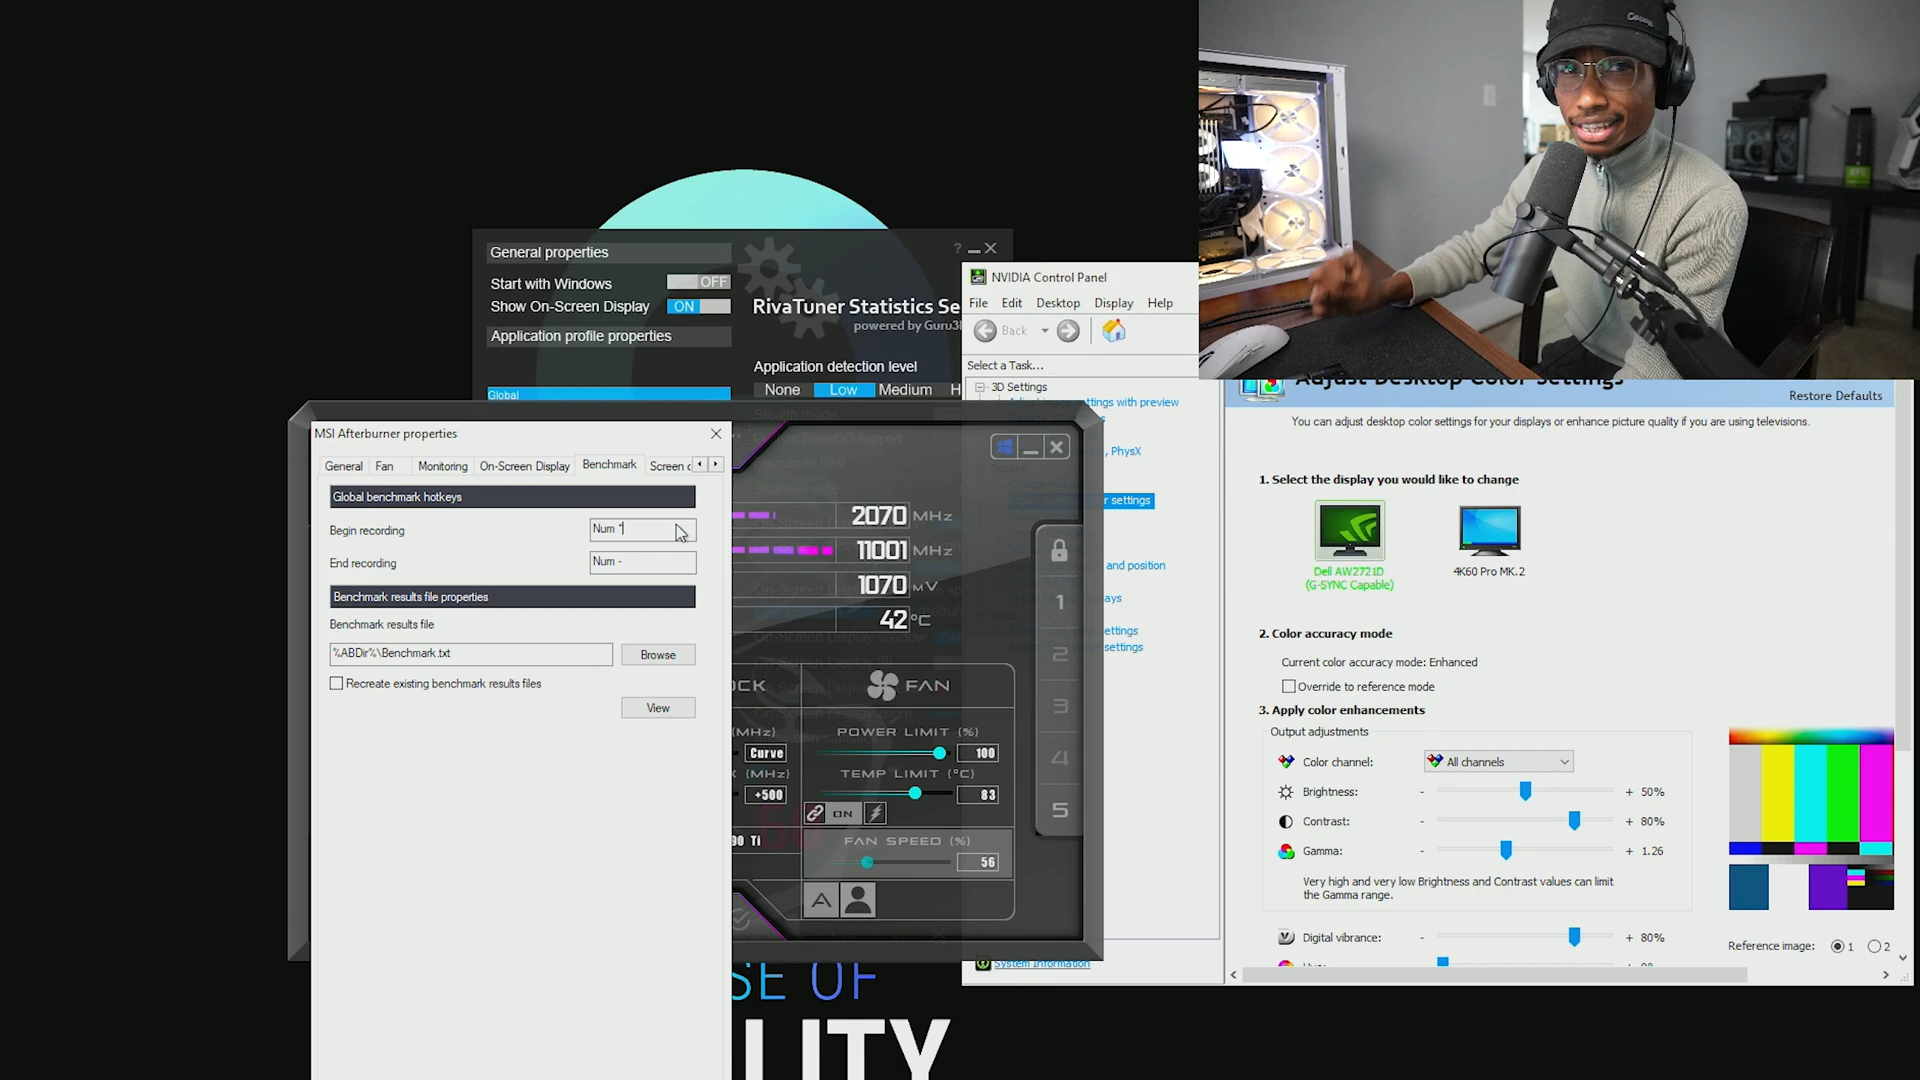 General properties
Start with Windows
OFF
Show On-Screen Display
ON
Application profile properties
Global
RivaTuner Statistics Se
powered by Guru3
Application detection level
None
Low
Medium
H
NVIDIA Control Panel
File
Edit
Desktop
Display
Help
Back
Select a Task...
3D Settings
ttings with preview
, PhysX
r settings
and position
ays
ettings
settings
System Information
MSI Afterburner properties
General
Fan
Monitoring
On-Screen Display
Benchmark
Screen c
Global benchmark hotkeys
Begin recording
Num *
End recording
Num -
Benchmark results file properties
Benchmark results file
%ABDir%\Benchmark.txt
Browse
Recreate existing benchmark results files
View
2070 MHz
11001 MHz
1070 mV
42 °C
OCK
FAN
(MHz)
Curve
POWER LIMIT (%)
100
(MHz)
+500
TEMP LIMIT (°C)
83
ON
90 Ti
FAN SPEED (%)
56
A
1
2
3
4
5
SE OF
LITY
Adjust Desktop Color Settings
Restore Defaults
You can adjust desktop color settings for your displays or enhance picture quality if you are using televisions.
1. Select the display you would like to change
Dell AW2721D
(G-SYNC Capable)
4K60 Pro MK.2
2. Color accuracy mode
Current color accuracy mode: Enhanced
Override to reference mode
3. Apply color enhancements
Output adjustments
Color channel:
All channels
Brightness:
- + 50%
Contrast:
- + 80%
Gamma:
- + 1.26
Very high and very low Brightness and Contrast values can limit
the Gamma range.
Digital vibrance:
- + 80%
Reference image:
1
2